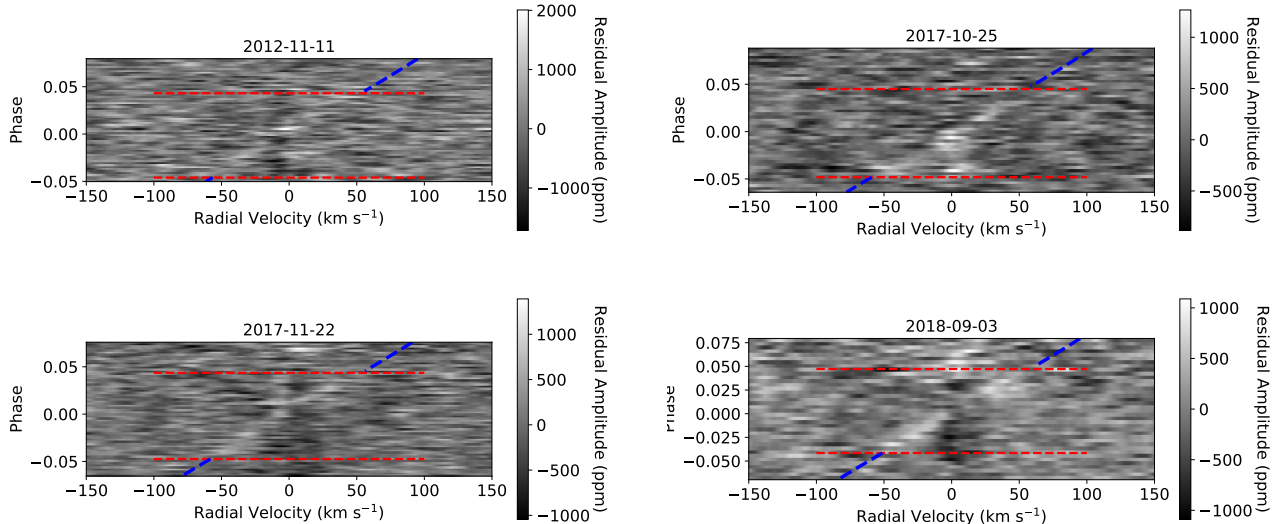 2012-11-11
0.05
0.00
−0.05
Phase
−150 −100 −50 0 50 100 150
Radial Velocity (km s−1)
2000
1000
0
−1000
Residual Amplitude (ppm)
2017-10-25
0.05
0.00
−0.05
Phase
−150 −100 −50 0 50 100 150
Radial Velocity (km s−1)
1000
500
0
−500
Residual Amplitude (ppm)
2017-11-22
0.05
0.00
−0.05
Phase
−150 −100 −50 0 50 100 150
Radial Velocity (km s−1)
1000
500
0
−500
−1000
Residual Amplitude (ppm)
2018-09-03
0.075
0.050
0.025
0.000
−0.025
−0.050
Phase
−150 −100 −50 0 50 100 150
Radial Velocity (km s−1)
1000
500
0
−500
−1000
Residual Amplitude (ppm)